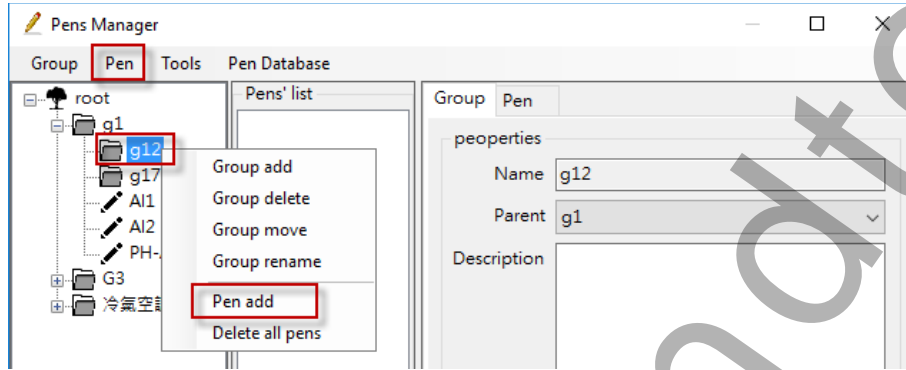 Pens Manager
Group Pen Tools Pen Database
root
g1
g12
g17
AI1
AI2
G3
冷氣空
Pens' list
Group add
Group delete
Group move
Group rename
Pen add
Delete all pens
Group Pen
peoperties
Name g12
Parent g1
Description